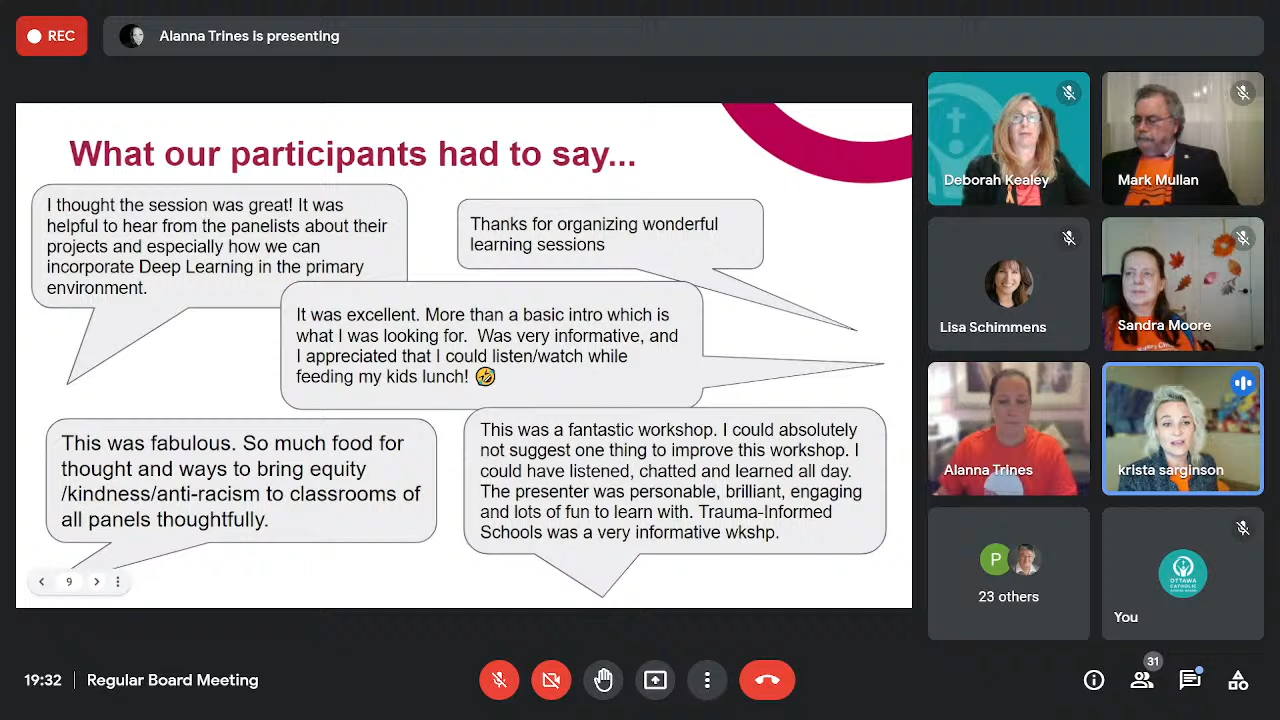 REC
Alanna Trines is presenting
What our participants had to say...
I thought the session was great! It was
helpful to hear from the panelists about their
projects and especially how we can
incorporate Deep Learning in the primary
environment.
Thanks for organizing wonderful
learning sessions
It was excellent. More than a basic intro which is
what I was looking for.  Was very informative, and
I appreciated that I could listen/watch while
feeding my kids lunch! 🤣
This was fabulous. So much food for
thought and ways to bring equity
/kindness/anti-racism to classrooms of
all panels thoughtfully.
This was a fantastic workshop. I could absolutely
not suggest one thing to improve this workshop. I
could have listened, chatted and learned all day.
The presenter was personable, brilliant, engaging
and lots of fun to learn with. Trauma-Informed
Schools was a very informative wkshp.
9
Deborah Kealey
Mark Mullan
Lisa Schimmens
Sandra Moore
Alanna Trines
krista sarginson
P
23 others
OTTAWA
CATHOLIC
You
19:32
Regular Board Meeting
31